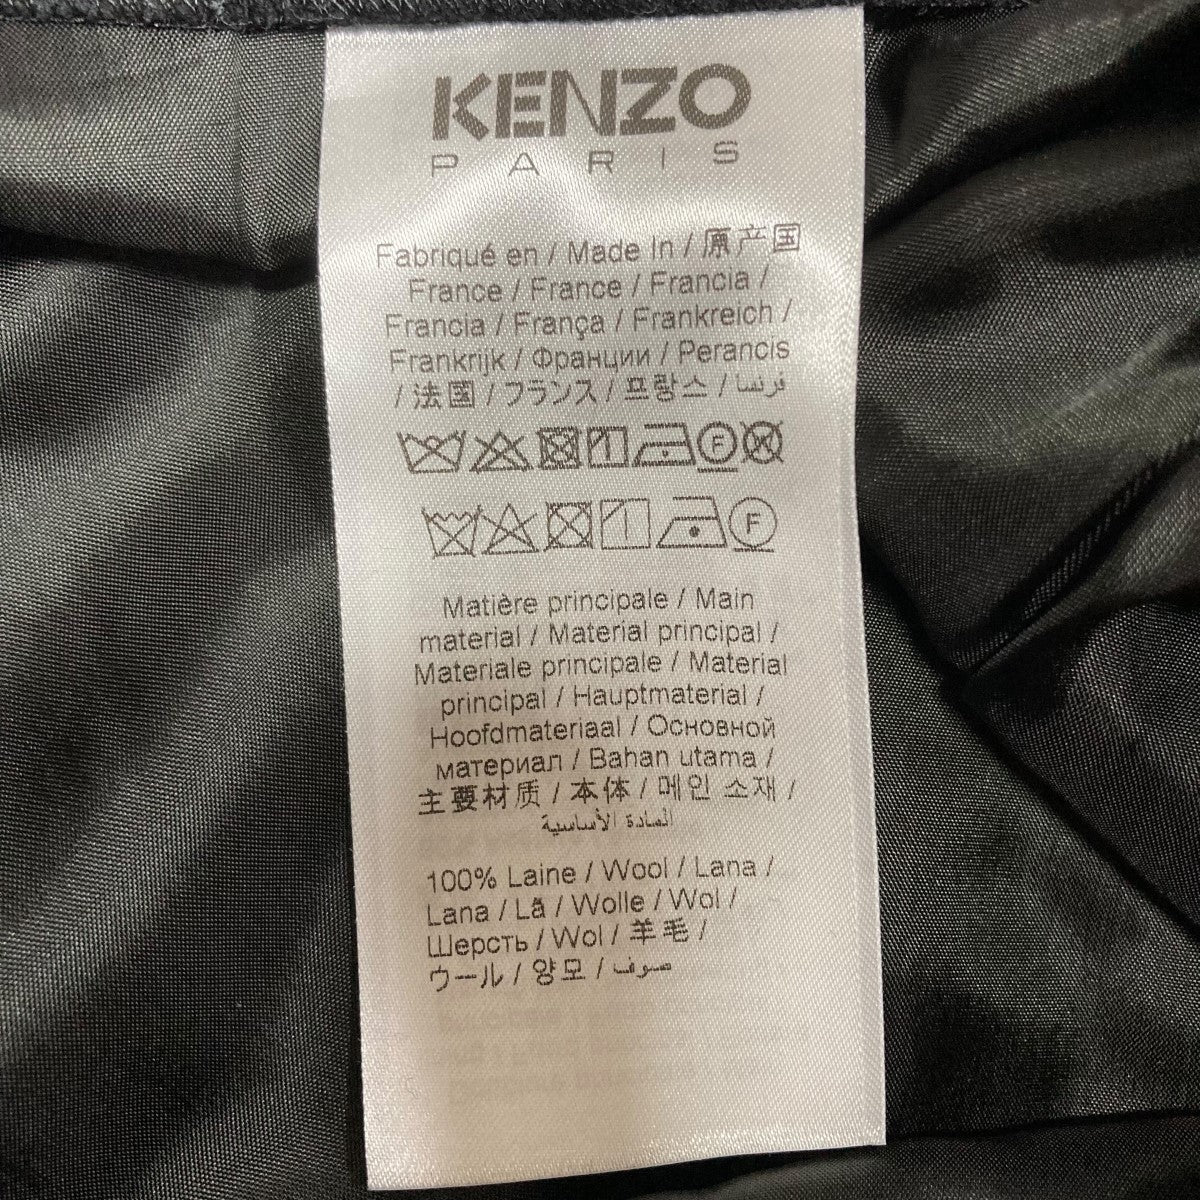 KENZO
PARIS
Fabriqué en / Made In / 原产国
France / France / Francia /
Francia / França / Frankreich /
Frankrijk / Франции / Perancis
/ 法国 / フランス / 프랑스 / فرنسا
F W
F
Matière principale / Main
material / Material principal /
Materiale principale / Material
principal / Hauptmaterial /
Hoofdmateriaal / Основной
материал / Bahan utama /
主要材质 / 本体 / 메인 소재 /
المادة الأساسية
100% Laine / Wool / Lana /
Lana / Lã / Wolle / Wol /
Шерсть / Wol / 羊毛 /
ウール / 양모 / صوف